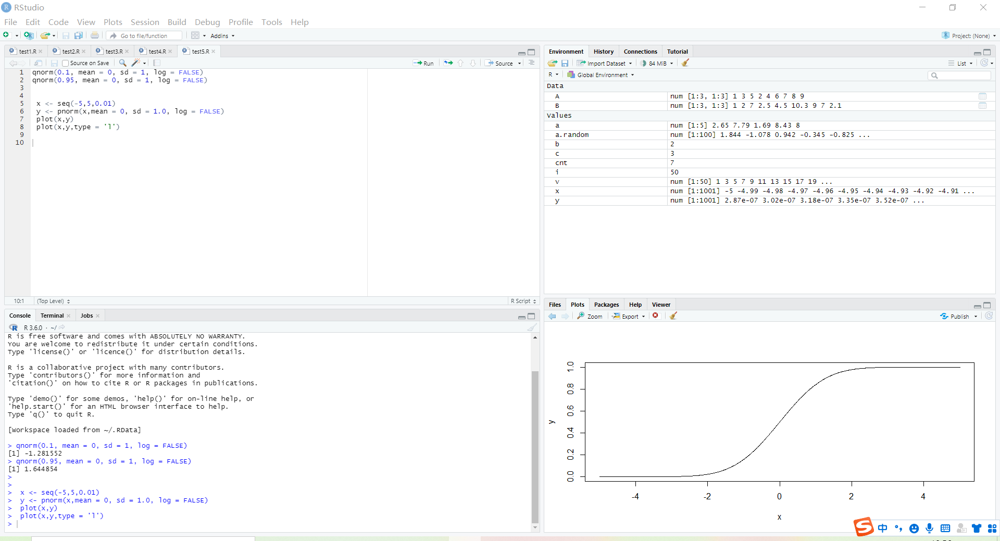 RStudio
File Edit Code View Plots Session Build Debug Profile Tools Help
Go to file/function Addins Project: (None)
test1.R test2.R test3.R test4.R test5.R
Source on Save Run Source
1 qnorm(0.1, mean = 0, sd = 1, log = FALSE)
2 qnorm(0.95, mean = 0, sd = 1, log = FALSE)
3
4
5 x <- seq(-5,5,0.01)
6 y <- pnorm(x,mean = 0, sd = 1.0, log = FALSE)
7 plot(x,y)
8 plot(x,y,type = 'l')
9
10
10:1 (Top Level) R Script
Console Terminal Jobs
R 3.6.0 · ~/
R is free software and comes with ABSOLUTELY NO WARRANTY.
You are welcome to redistribute it under certain conditions.
Type 'license()' or 'licence()' for distribution details.
R is a collaborative project with many contributors.
Type 'contributors()' for more information and
'citation()' on how to cite R or R packages in publications.
Type 'demo()' for some demos, 'help()' for on-line help, or
'help.start()' for an HTML browser interface to help.
Type 'q()' to quit R.
[Workspace loaded from ~/.RData]
> qnorm(0.1, mean = 0, sd = 1, log = FALSE)
[1] -1.281552
> qnorm(0.95, mean = 0, sd = 1, log = FALSE)
[1] 1.644854
>
>
> x <- seq(-5,5,0.01)
> y <- pnorm(x,mean = 0, sd = 1.0, log = FALSE)
> plot(x,y)
> plot(x,y,type = 'l')
>
Environment History Connections Tutorial
Import Dataset 84 MiB List
R Global Environment
Data
A num [1:3, 1:3] 1 3 5 2 4 6 7 8 9
B num [1:3, 1:3] 1 2 7 2.5 4.5 10.3 9 7 2.1
Values
a num [1:5] 2.65 7.79 1.69 8.43 8
a.random num [1:100] 1.844 -1.078 0.942 -0.345 -0.825 ...
b 2
c 3
cnt 7
i 50
v num [1:50] 1 3 5 7 9 11 13 15 17 19 ...
x num [1:1001] -5 -4.99 -4.98 -4.97 -4.96 -4.95 -4.94 -4.93 -4.92 -4.91 ...
y num [1:1001] 2.87e-07 3.02e-07 3.18e-07 3.35e-07 3.52e-07 ...
Files Plots Packages Help Viewer
Zoom Export Publish
1.0
0.8
0.6
0.4
0.2
0.0
y
-4 -2 0 2 4
x
中